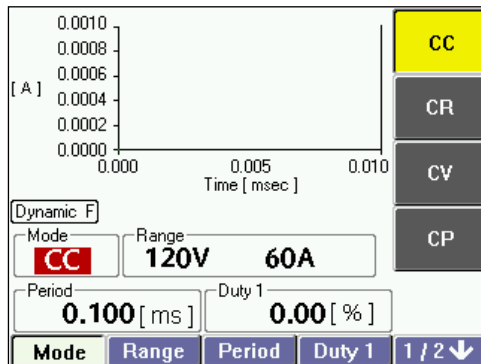 0.0010
0.0008
0.0006
[ A ]
0.0004
0.0002
0.0000
0.000 0.005 0.010
Time [ msec ]
CC
CR
CV
CP
Dynamic F
Mode
CC
Range
120V 60A
Period
0.100 [ ms ]
Duty 1
0.00 [ % ]
Mode Range Period Duty 1 1 / 2